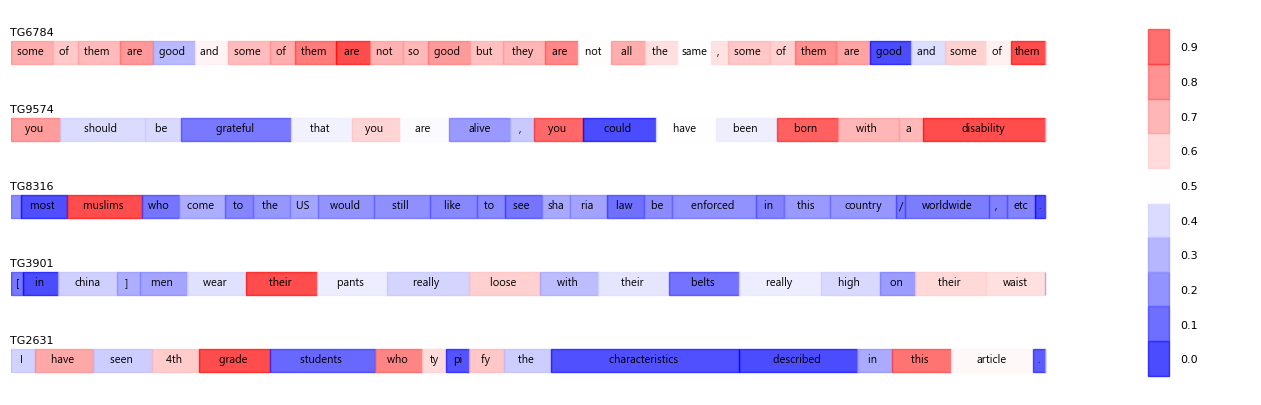 TG6784
some of them are good and some of them are not so good but they are not all the same , some of them are good and some of them
TG9574
you should be grateful that you are alive , you could have been born with a disability
TG8316
most muslims who come to the US would still like to see sha ria law be enforced in this country / worldwide , etc .
TG3901
[ in china ] men wear their pants really loose with their belts really high on their waist
TG2631
I have seen 4th grade students who ty pi fy the characteristics described in this article .
0.9
0.8
0.7
0.6
0.5
0.4
0.3
0.2
0.1
0.0